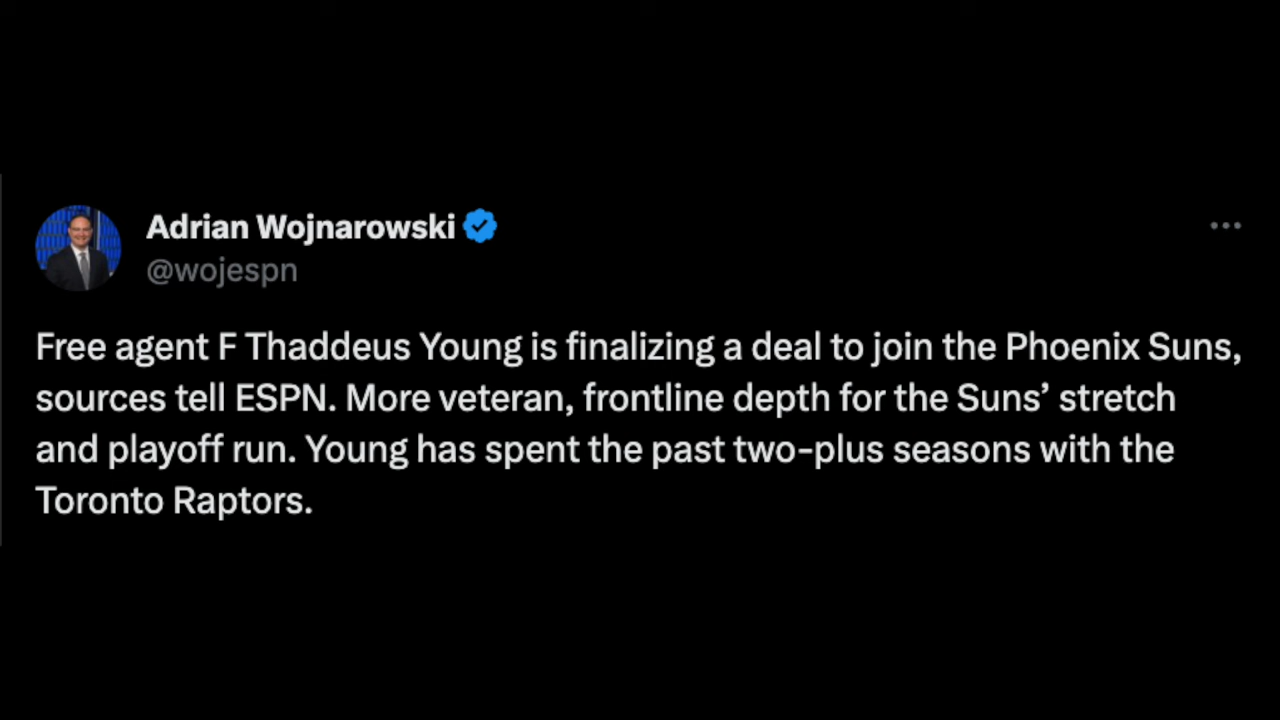 Adrian Wojnarowski
@wojespn
Free agent F Thaddeus Young is finalizing a deal to join the Phoenix Suns,
sources tell ESPN. More veteran, frontline depth for the Suns’ stretch
and playoff run. Young has spent the past two-plus seasons with the
Toronto Raptors.